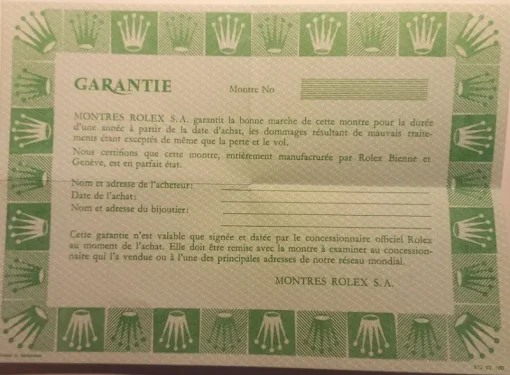 GARANTIE
Montre No
MONTRES ROLEX S. A. garantit la bonne marche de cette montre pour la durée
d'une année à partir de la date d'achat, les dommages résultant de mauvais traite-
ments étant exceptés de même que la perte et le vol.
Nous certifions que cette montre, entièrement manufacturée par Rolex Bienne et
Genève, est en parfait état.
Nom et adresse de l'acheteur:
Date de l'achat:
Nom et adresse du bijoutier:
Cette garantie n'est valable que signée et datée par le concessionnaire officiel Rolex
au moment de l'achat. Elle doit être remise avec la montre à examiner au concession-
naire qui l'a vendue ou à l'une des principales adresses de notre réseau mondial.
MONTRES ROLEX S. A.
Printed in Switzerland